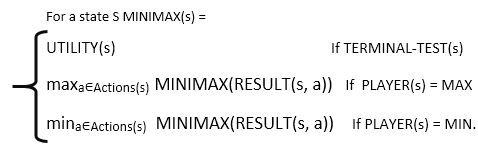 For a state S MINIMAX(s) =
UTILITY(s) If TERMINAL-TEST(s)
maxa∈Actions(s) MINIMAX(RESULT(s, a)) If PLAYER(s) = MAX
mina∈Actions(s) MINIMAX(RESULT(s, a)) If PLAYER(s) = MIN.